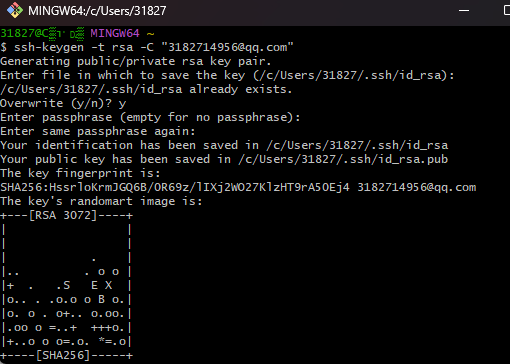 MINGW64:/c/Users/31827
MINGW64 ~
$ ssh-keygen -t rsa -C "3182714956@qq.com"
Generating public/private rsa key pair.
Enter file in which to save the key (/c/Users/31827/.ssh/id_rsa):
/c/Users/31827/.ssh/id_rsa already exists.
Overwrite (y/n)? y
Enter passphrase (empty for no passphrase):
Enter same passphrase again:
Your identification has been saved in /c/Users/31827/.ssh/id_rsa
Your public key has been saved in /c/Users/31827/.ssh/id_rsa.pub
The key fingerprint is:
SHA256:HssrloKrmJGQ6B/OR69z/lIXj2WO27KlzHT9rA5OEj4 3182714956@qq.com
The key's randomart image is:
+---[RSA 3072]----+
|                 |
|                 |
|            .    |
|..         . o o |
|+  .   .S   E X  |
|o.. . .o.o o B o.|
|o. o . o+.. o.oo.|
|.oo o =..+  +++o.|
|+..o o o=.o. *=.o|
+----[SHA256]-----+